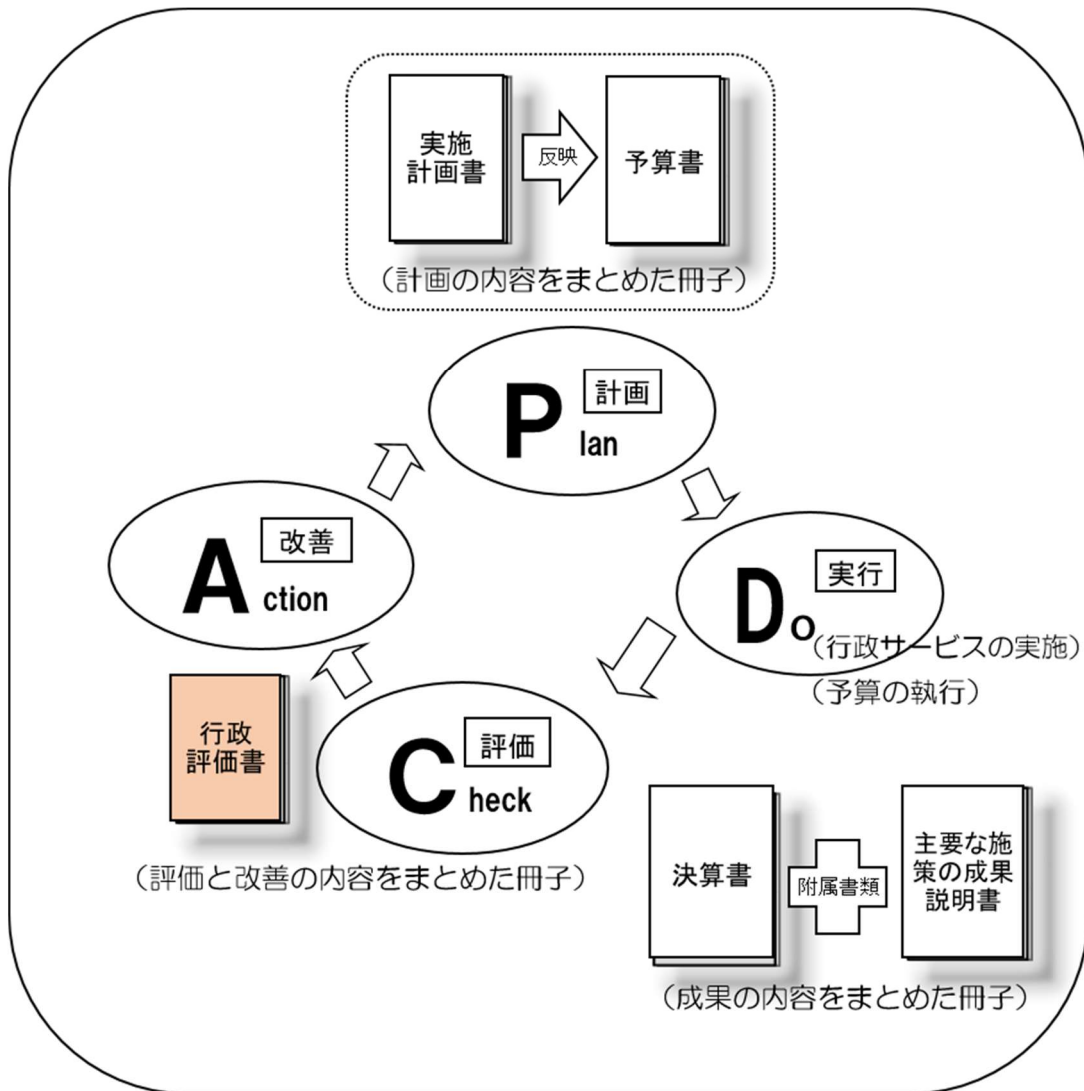 実施
計画書
反映
予算書
(計画の内容をまとめた冊子)
計画
Plan
改善
Action
実行
Do
(行政サービスの実施)
(予算の執行)
行政
評価書
評価
Check
(評価と改善の内容をまとめた冊子)
決算書
附属書類
主要な施
策の成果
説明書
(成果の内容をまとめた冊子)